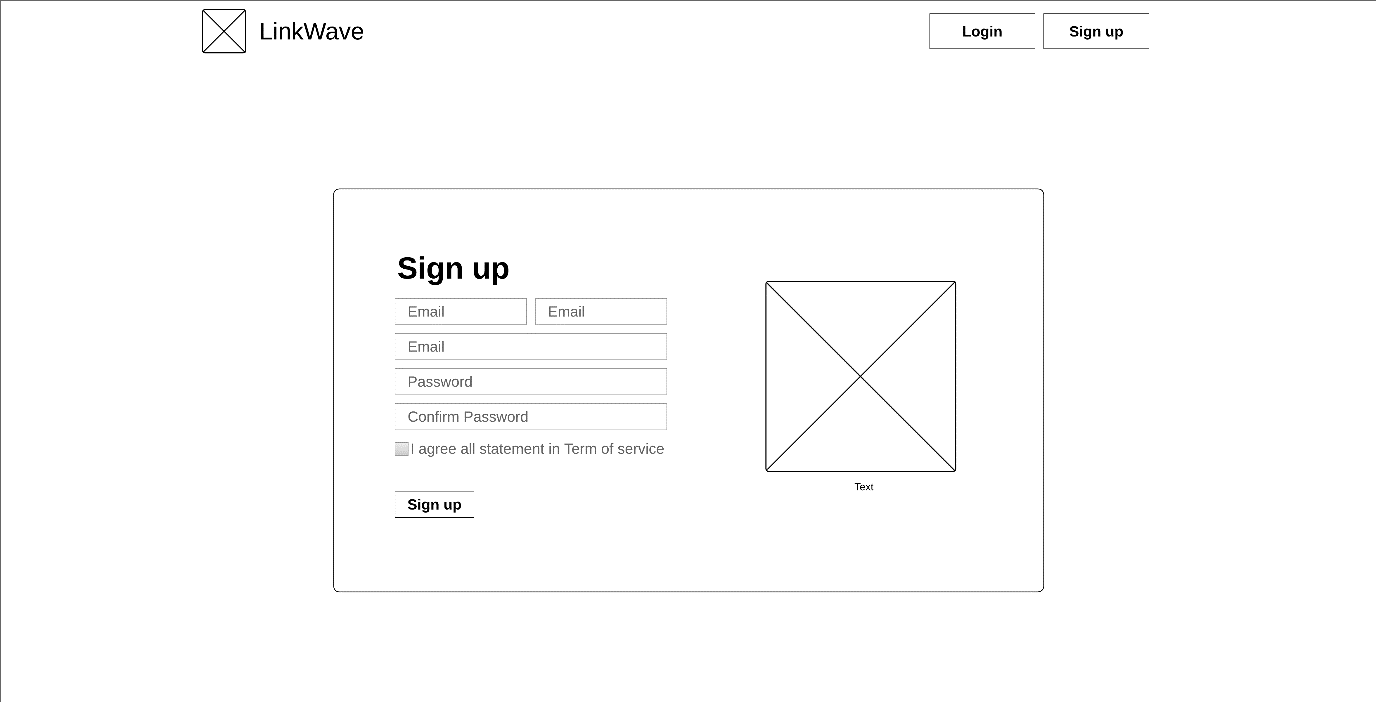 LinkWave
Login
Sign up
Sign up
Email
Email
Email
Password
Confirm Password
I agree all statement in Term of service
Sign up
Text